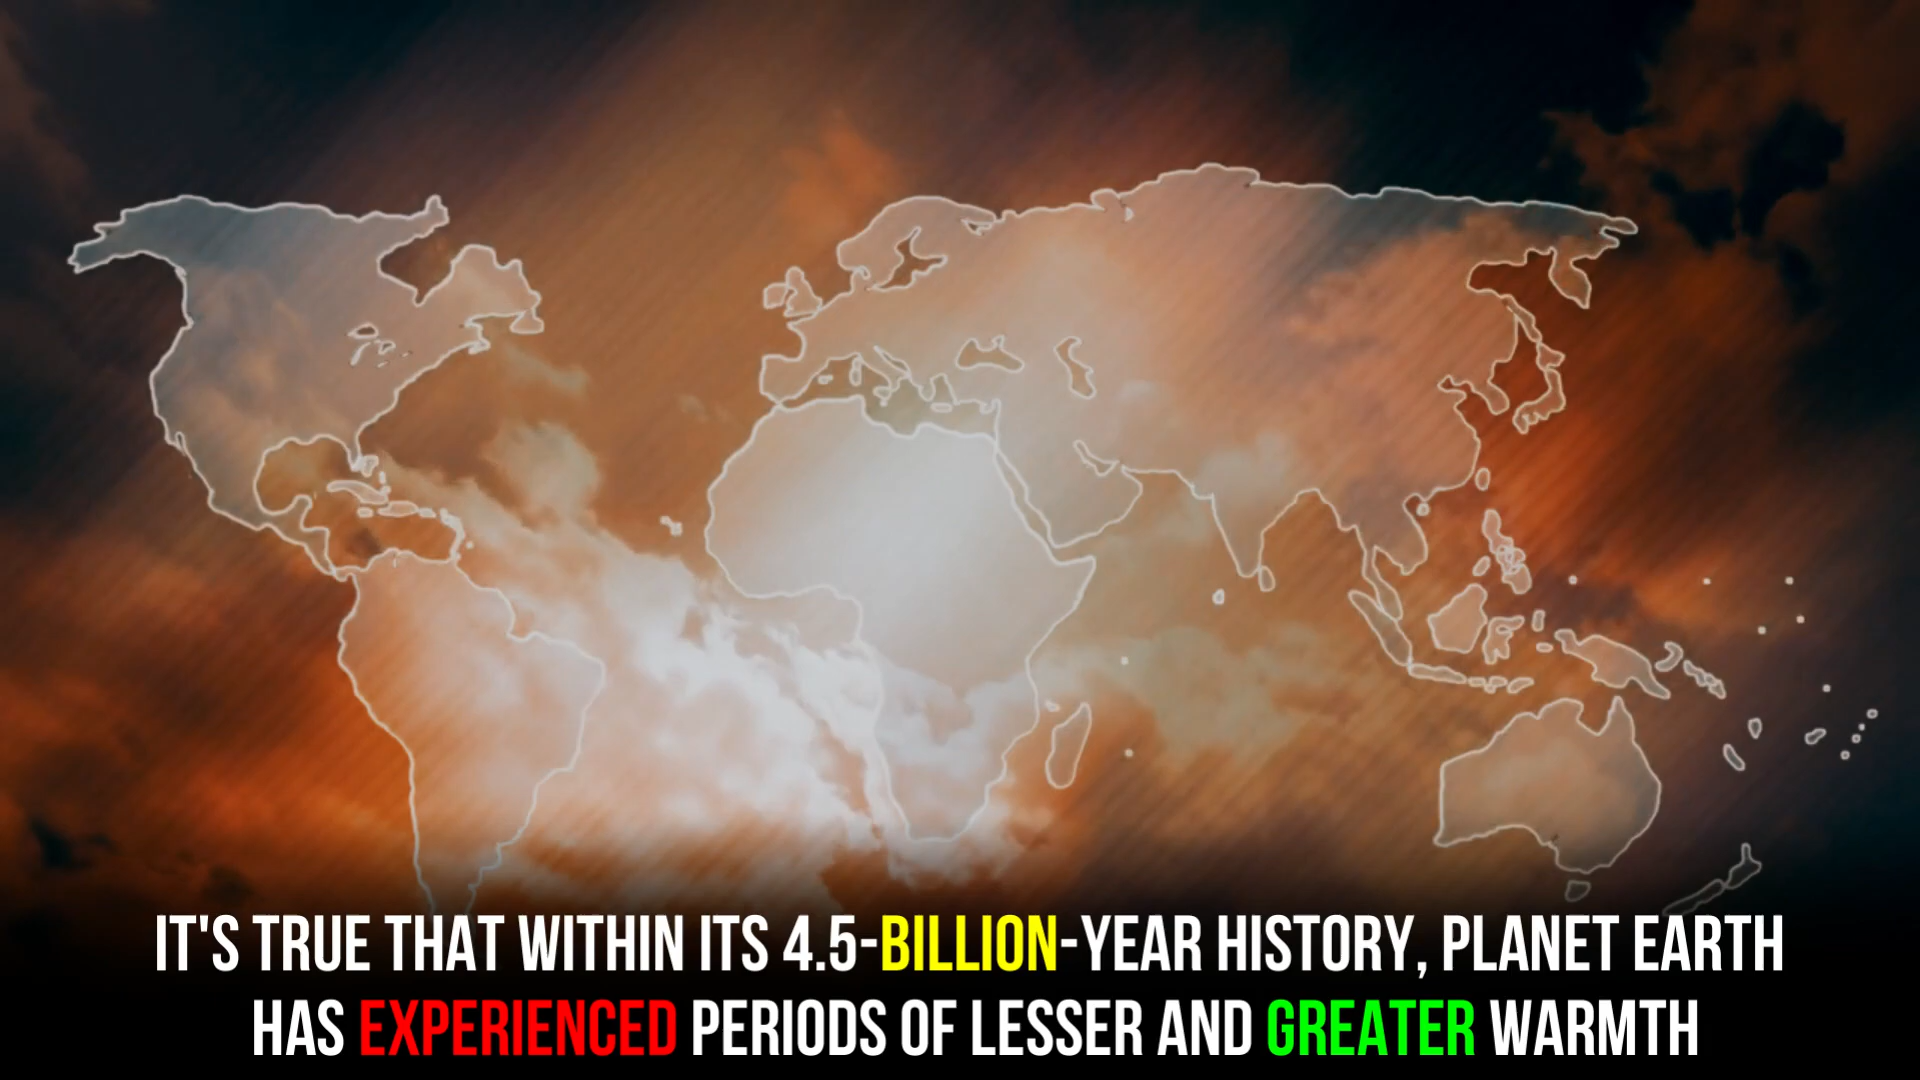 IT'S TRUE THAT WITHIN ITS 4.5-BILLION-YEAR HISTORY, PLANET EARTH
HAS EXPERIENCED PERIODS OF LESSER AND GREATER WARMTH